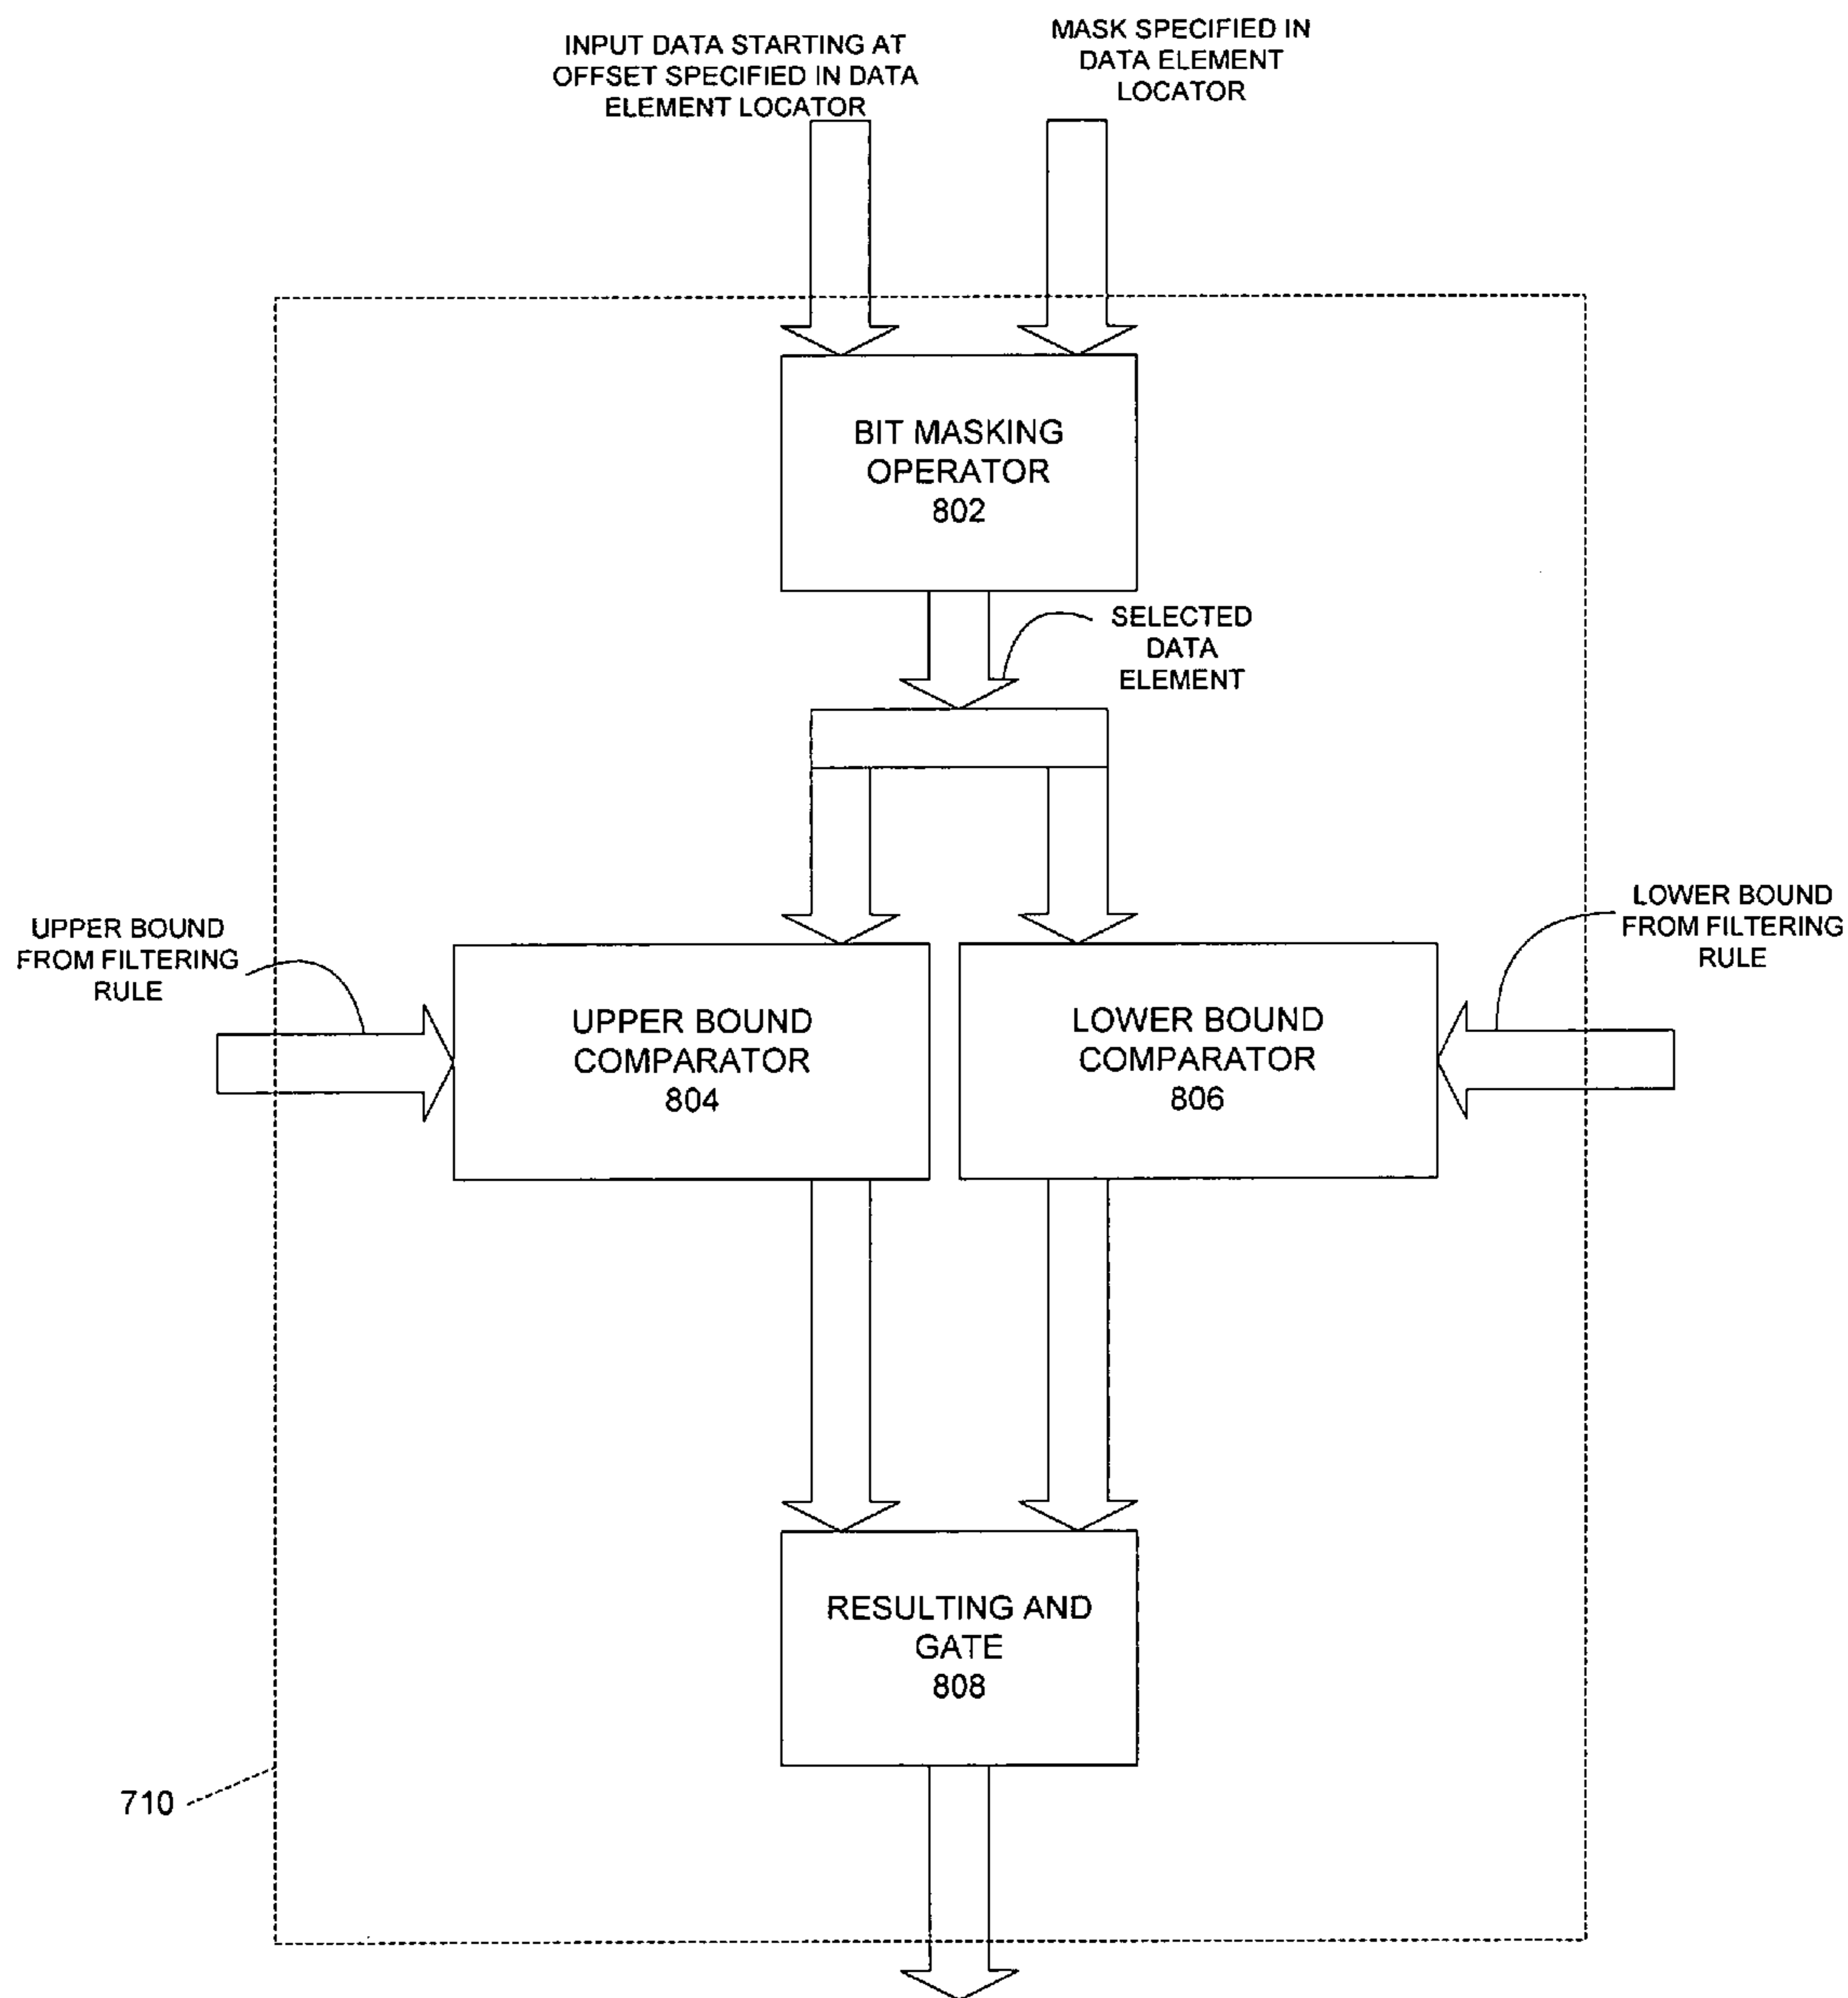 INPUT DATA STARTING AT
OFFSET SPECIFIED IN DATA
ELEMENT LOCATOR
MASK SPECIFIED IN
DATA ELEMENT
LOCATOR
BIT MASKING
OPERATOR
802
SELECTED
DATA
ELEMENT
UPPER BOUND
FROM FILTERING
RULE
LOWER BOUND
FROM FILTERING
RULE
UPPER BOUND
COMPARATOR
804
LOWER BOUND
COMPARATOR
806
RESULTING AND
GATE
808
710